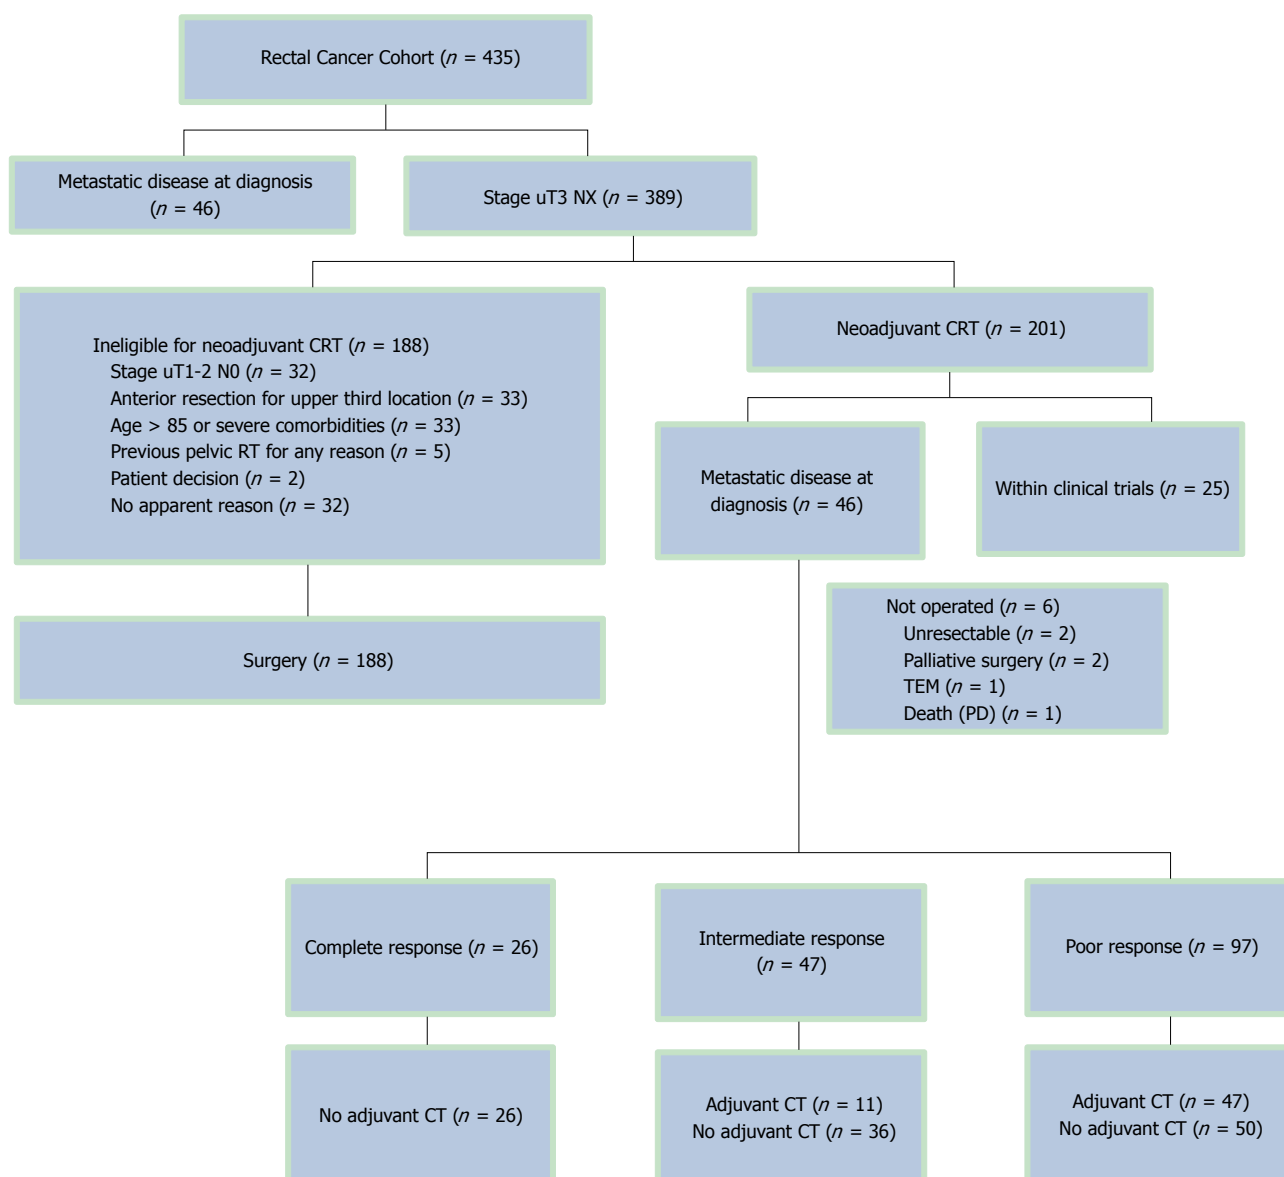 Rectal Cancer Cohort (n = 435)
Metastatic disease at diagnosis
(n = 46)
Stage uT3 NX (n = 389)
Ineligible for neoadjuvant CRT (n = 188)
Stage uT1-2 N0 (n = 32)
Anterior resection for upper third location (n = 33)
Age > 85 or severe comorbidities (n = 33)
Previous pelvic RT for any reason (n = 5)
Patient decision (n = 2)
No apparent reason (n = 32)
Neoadjuvant CRT (n = 201)
Metastatic disease at
diagnosis (n = 46)
Within clinical trials (n = 25)
Surgery (n = 188)
Not operated (n = 6)
Unresectable (n = 2)
Palliative surgery (n = 2)
TEM (n = 1)
Death (PD) (n = 1)
Complete response (n = 26)
Intermediate response
(n = 47)
Poor response (n = 97)
No adjuvant CT (n = 26)
Adjuvant CT (n = 11)
No adjuvant CT (n = 36)
Adjuvant CT (n = 47)
No adjuvant CT (n = 50)